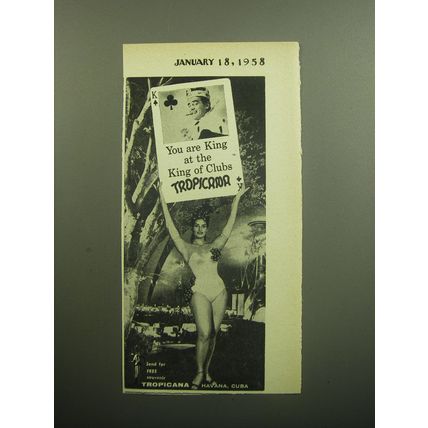 JANUARY 18, 1958
K
You are King
at the
King of Clubs
TROPICANA
K
Send for
FREE
souvenir
TROPICANA HAVANA, CUBA